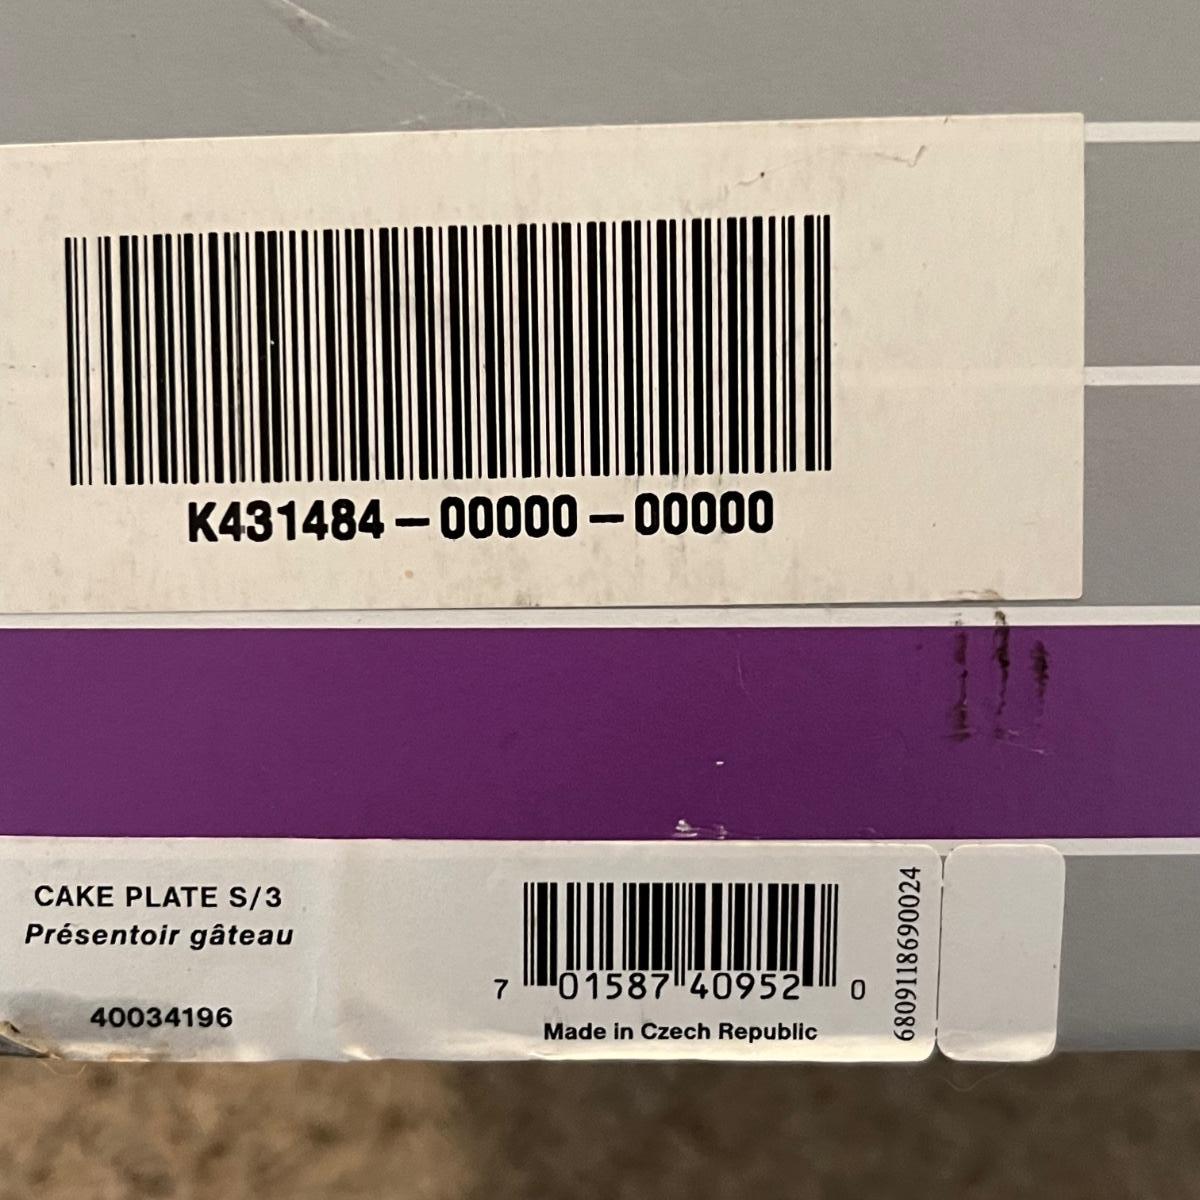 K431484-00000-00000
CAKE PLATE S/3
Présentoir gâteau
40034196
7 01587 40952 0
Made in Czech Republic
6809118690024